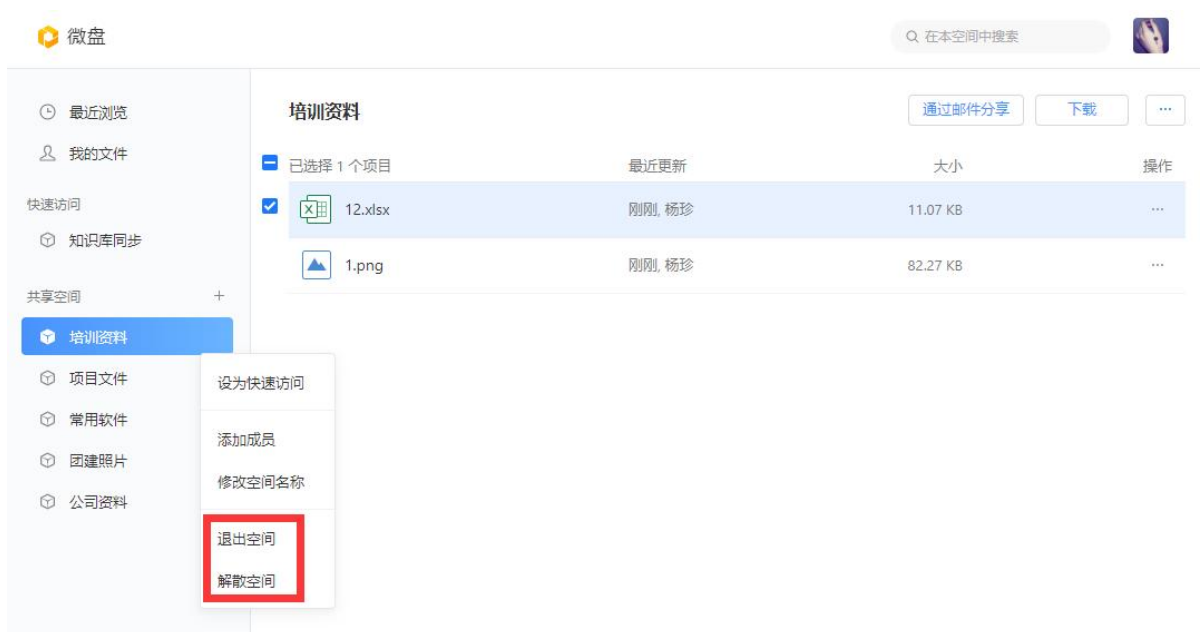 微盘
在本空间中搜索
最近浏览
我的文件
快速访问
知识库同步
共享空间 +
培训资料
项目文件
常用软件
团建照片
公司资料
设为快速访问
添加成员
修改空间名称
退出空间
解散空间
培训资料
通过邮件分享 下载 ···
已选择 1 个项目 最近更新 大小 操作
12.xlsx 刚刚, 杨珍 11.07 KB ···
1.png 刚刚, 杨珍 82.27 KB ···